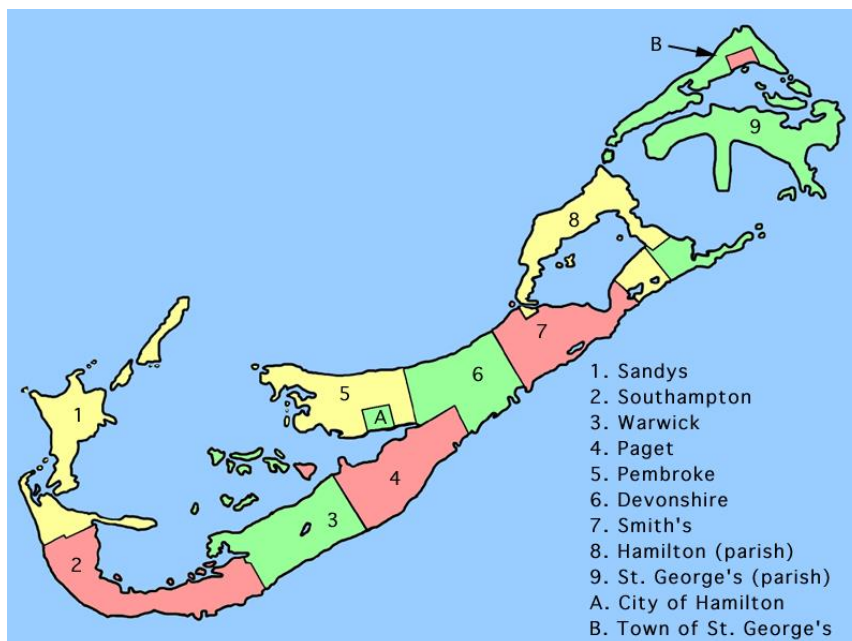 B
9
8
7
6
5
A
1
4
3
2
1. Sandys
2. Southampton
3. Warwick
4. Paget
5. Pembroke
6. Devonshire
7. Smith's
8. Hamilton (parish)
9. St. George's (parish)
A. City of Hamilton
B. Town of St. George's